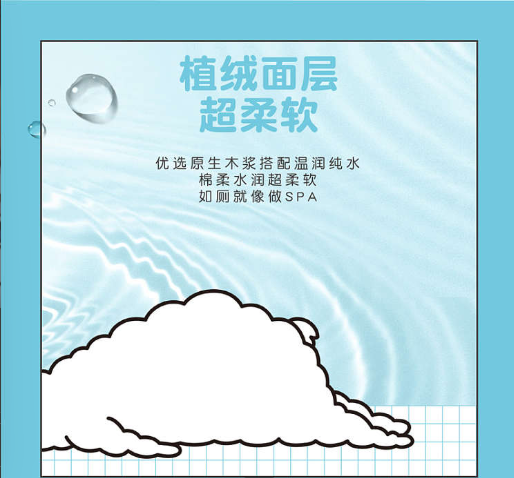 植绒面层
超柔软
优选原生木浆搭配温润纯水
棉柔水润超柔软
如厕就像做SPA